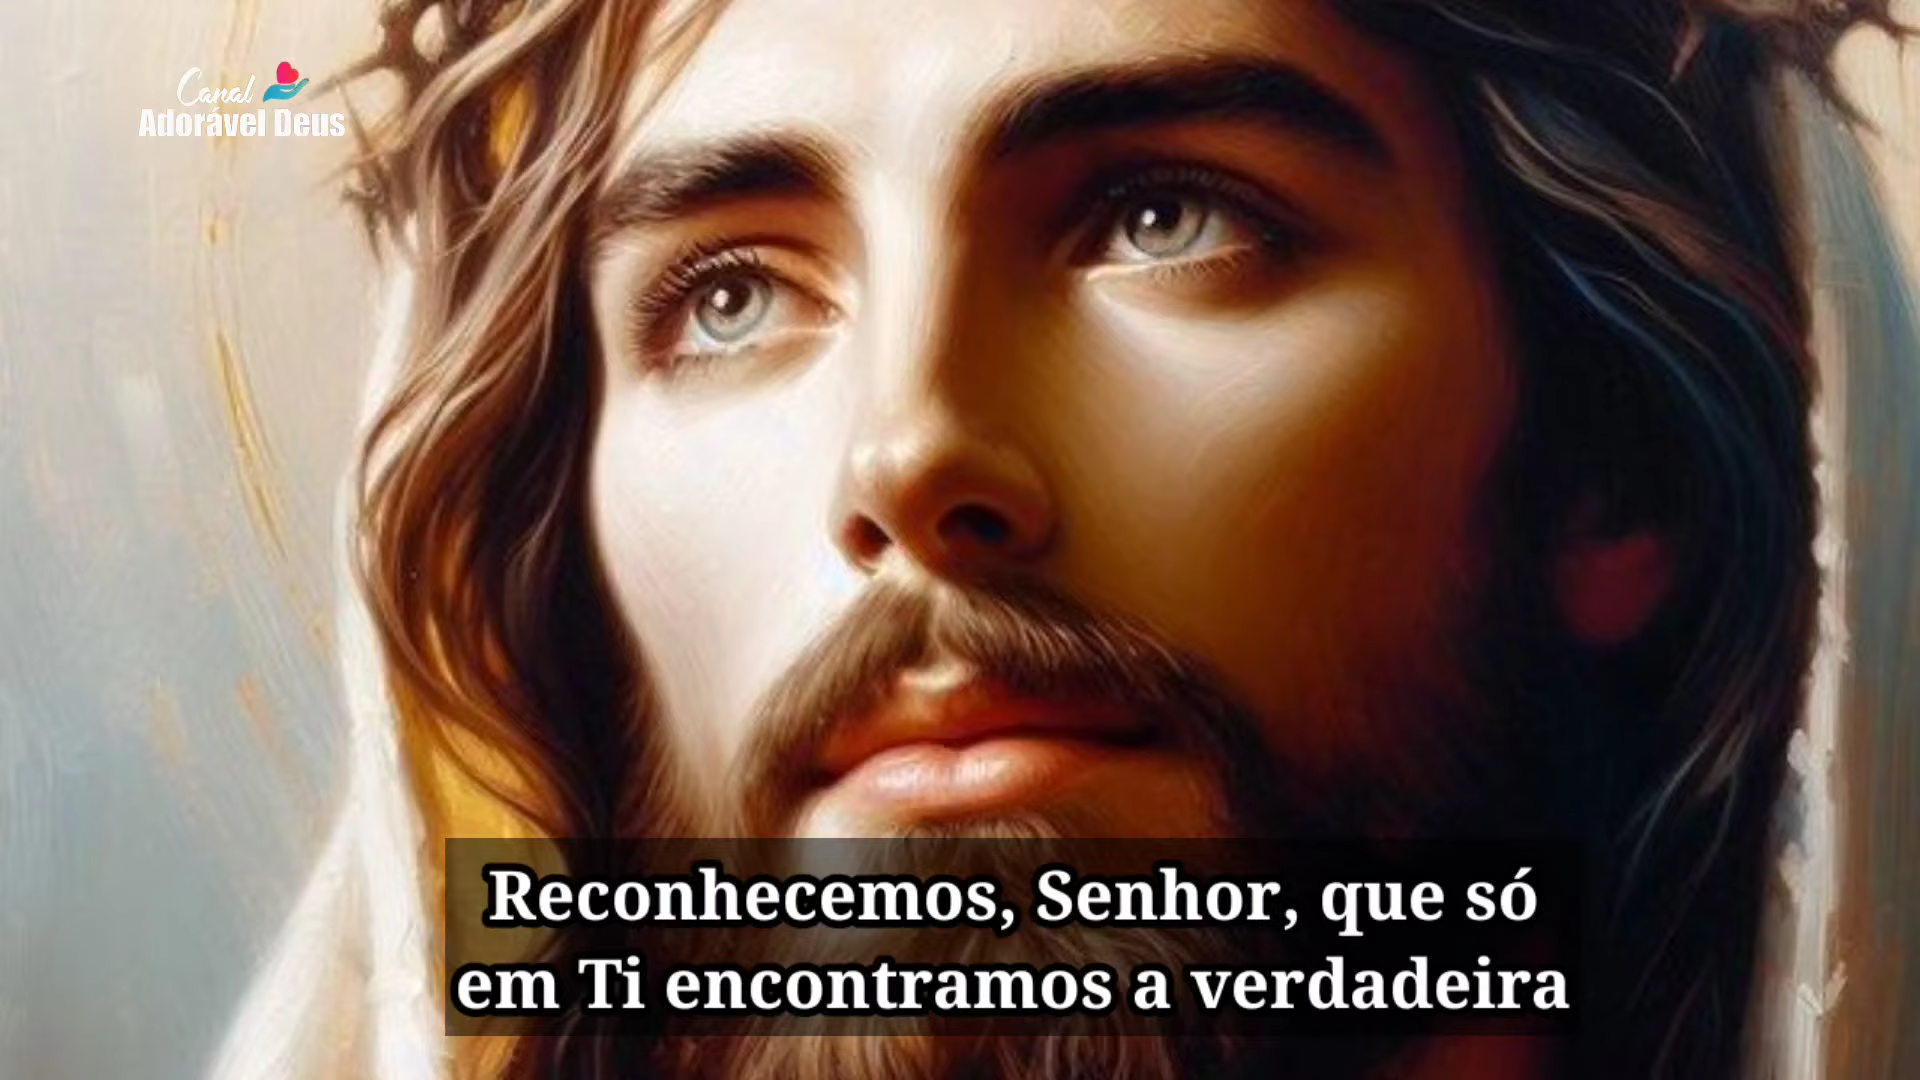 Canal
Adorável Deus
Reconhecemos, Senhor, que só
em Ti encontramos a verdadeira